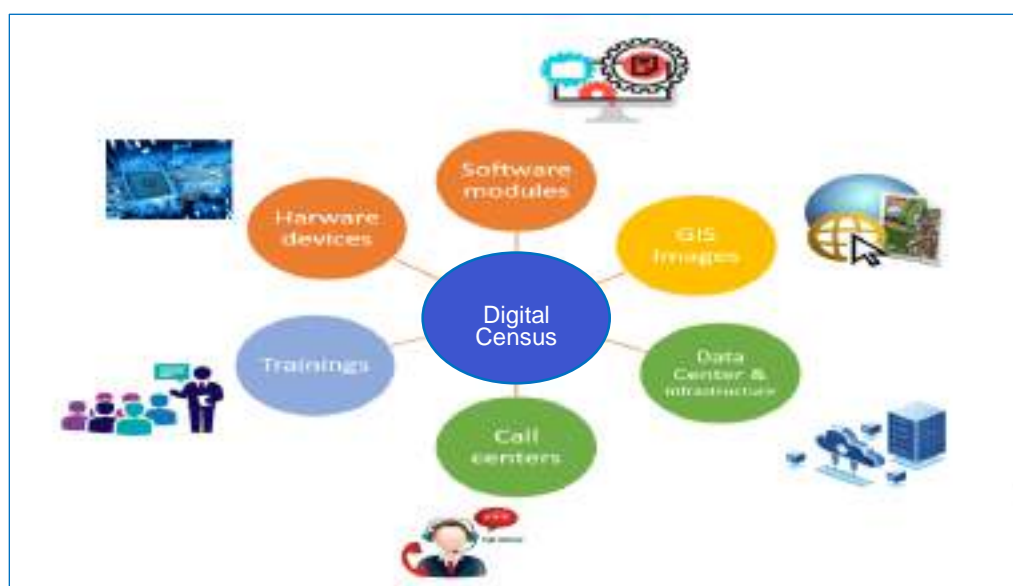 Software
modules
Harware
devices
GIS
Images
Digital
Census
Trainings
Data
Center &
infrastructure
Call
centers